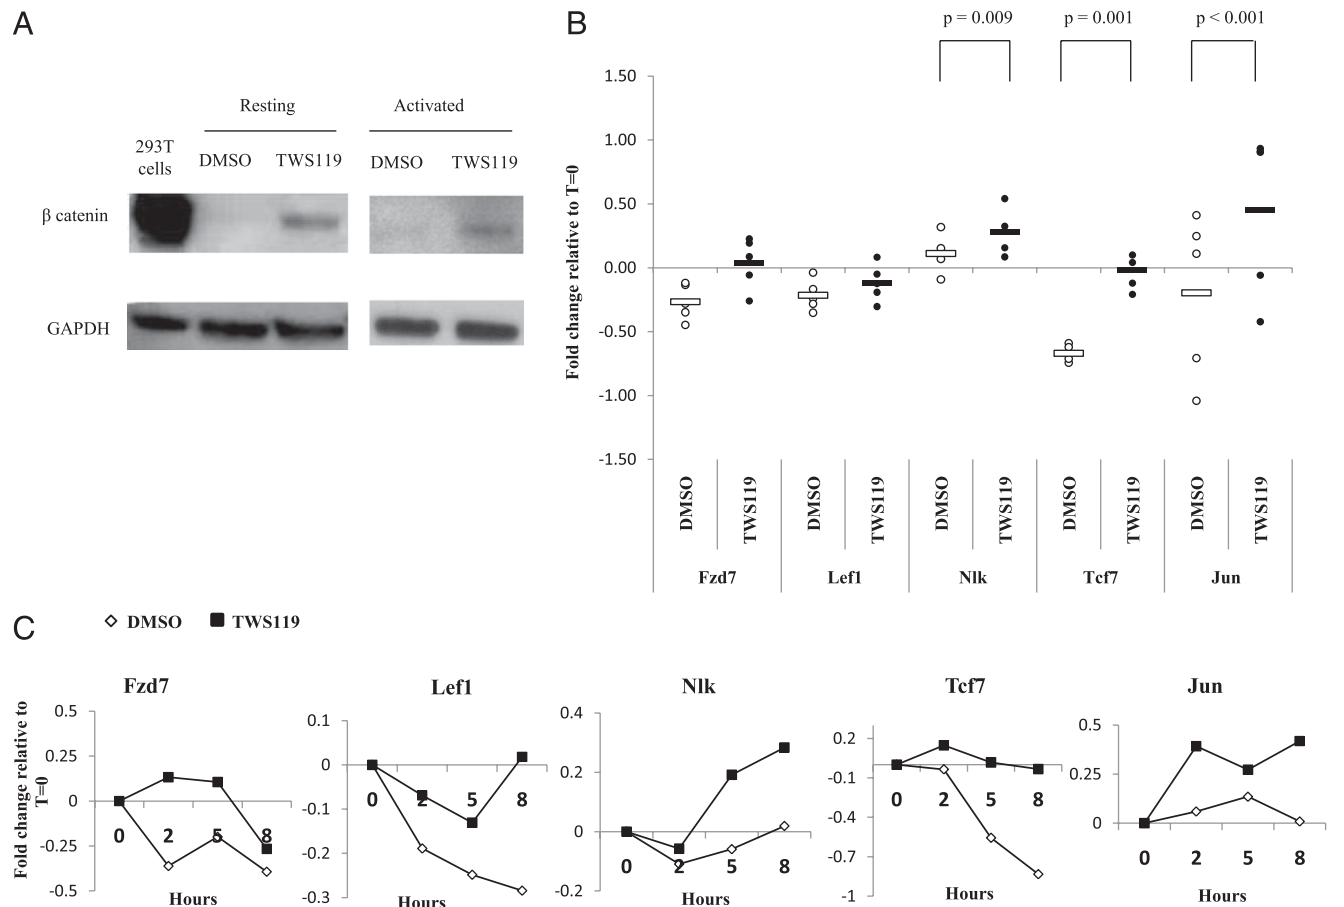 A
Resting
Activated
293T
cells
DMSO
TWS119
DMSO
TWS119
β catenin
GAPDH
B
p = 0.009
p = 0.001
p < 0.001
Fold change relative to T=0
1.50
1.00
0.50
0.00
-0.50
-1.00
-1.50
DMSO
TWS119
DMSO
TWS119
DMSO
TWS119
DMSO
TWS119
DMSO
TWS119
Fzd7
Lef1
Nlk
Tcf7
Jun
C
DMSO
TWS119
Fold change relative to
T=0
Fzd7
0.5
0.25
0
-0.25
-0.5
0
2
5
8
Hours
Lef1
0.1
0
-0.1
-0.2
-0.3
0
2
5
8
Hours
Nlk
0.4
0.2
0
-0.2
0
2
5
8
Hours
Tcf7
0.2
-0.1
-0.4
-0.7
-1
0
2
5
8
Hours
Jun
0.5
0.25
0
0
2
5
8
Hours